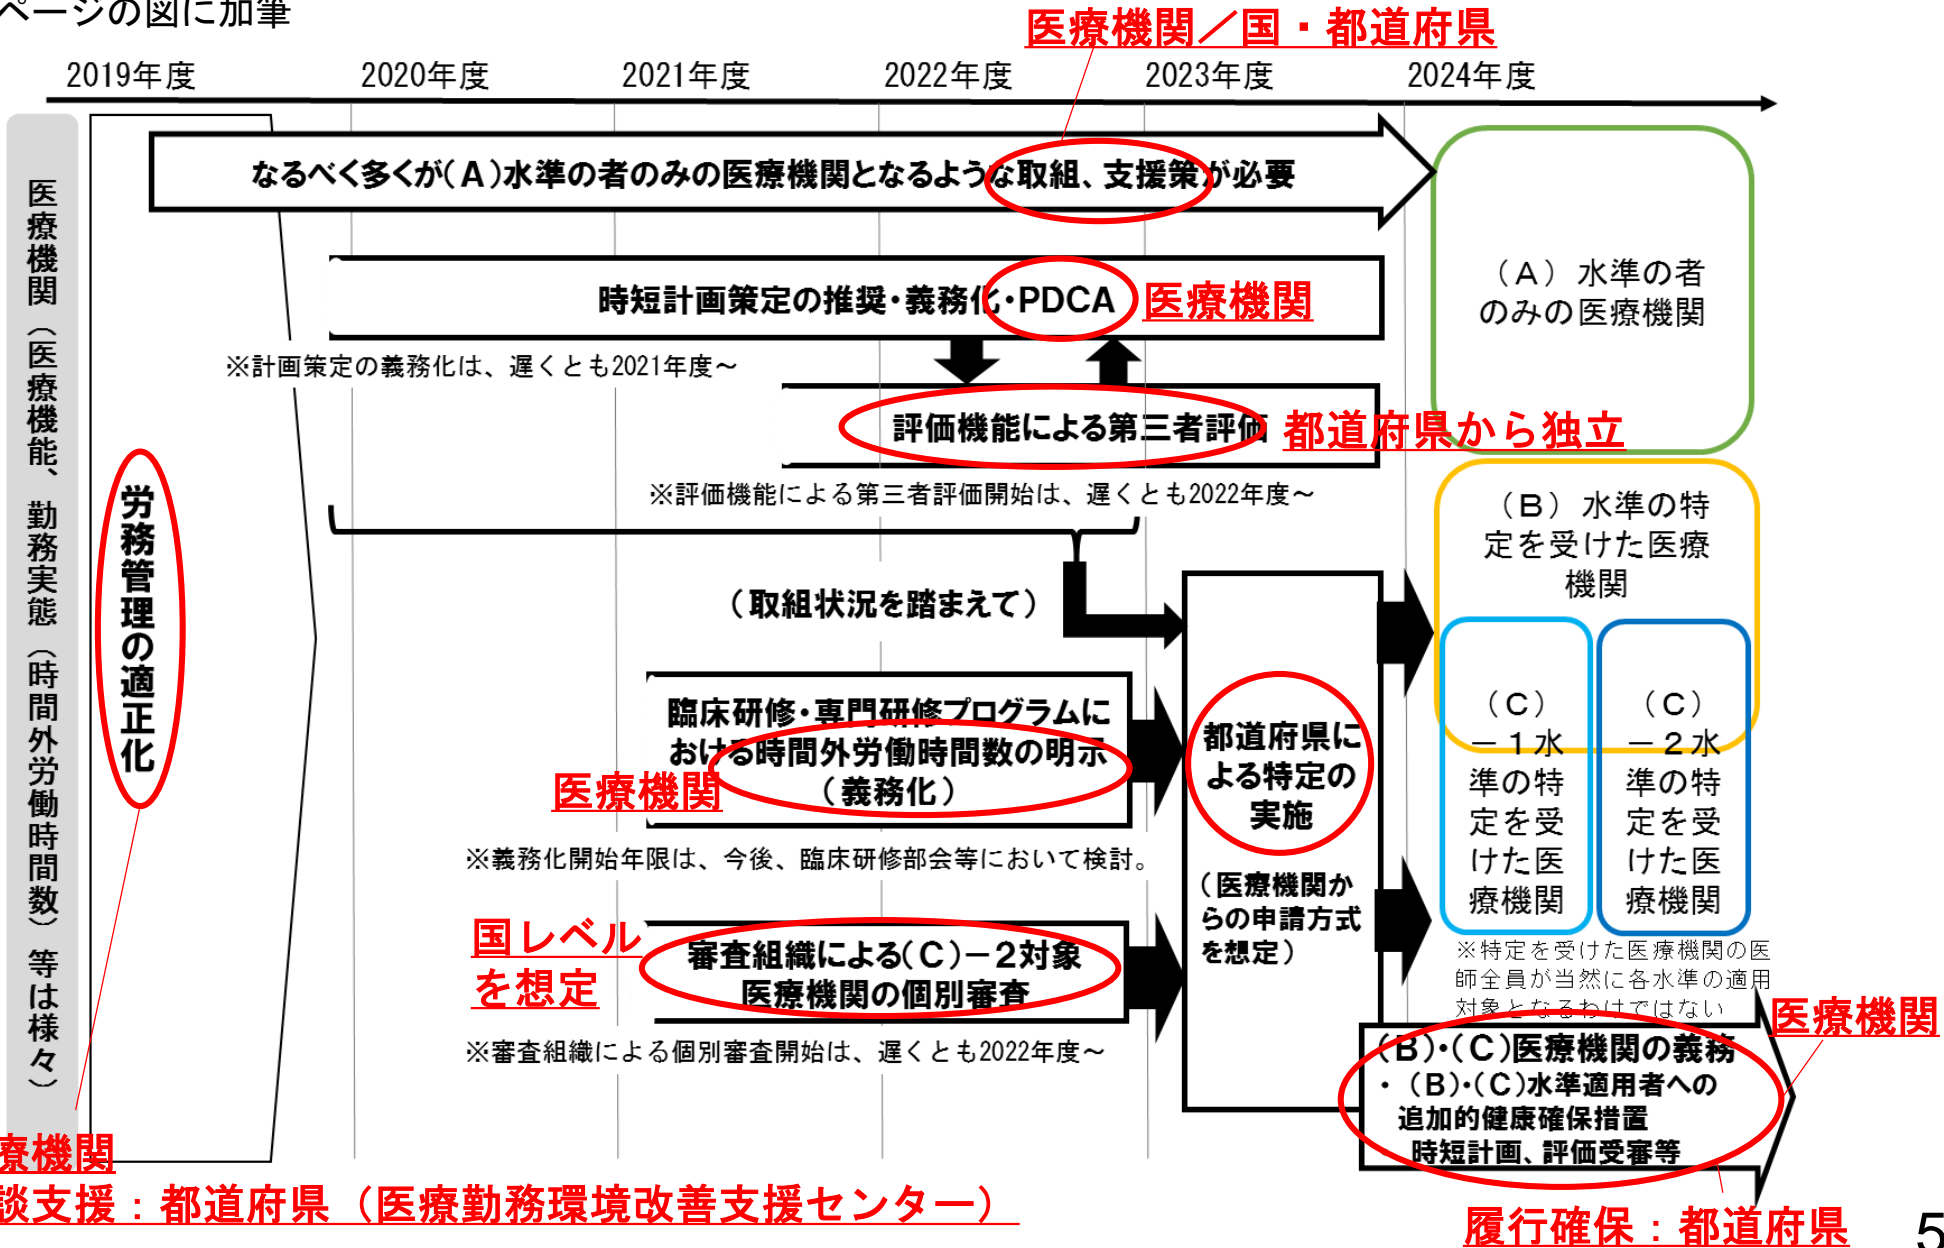 ページの図に加筆
医療機関／国・都道府県
2019年度
2020年度
2021年度
2022年度
2023年度
2024年度
医療機関（医療機能、勤務実態（時間外労働時間数）等は様々）
労務管理の適正化
なるべく多くが（Ａ）水準の者のみの医療機関となるような取組、支援策が必要
時短計画策定の推奨・義務化・PDCA
医療機関
※計画策定の義務化は、遅くとも2021年度～
評価機能による第三者評価
都道府県から独立
※評価機能による第三者評価開始は、遅くとも2022年度～
（取組状況を踏まえて）
臨床研修・専門研修プログラムに
おける時間外労働時間数の明示
（義務化）
医療機関
※義務化開始年限は、今後、臨床研修部会等において検討。
国レベル
を想定
審査組織による（Ｃ）－２対象
医療機関の個別審査
※審査組織による個別審査開始は、遅くとも2022年度～
都道府県に
よる特定の
実施
（医療機関か
らの申請方式
を想定）
（Ａ）水準の者
のみの医療機関
（Ｂ）水準の特
定を受けた医療
機関
（Ｃ）
－１水
準の特
定を受
けた医
療機関
（Ｃ）
－２水
準の特
定を受
けた医
療機関
※特定を受けた医療機関の医
師全員が当然に各水準の適用
対象となるわけではない
医療機関
（Ｂ）・（Ｃ）医療機関の義務
・（Ｂ）・（Ｃ）水準適用者への
追加的健康確保措置
時短計画、評価受審等
療機関
談支援：都道府県（医療勤務環境改善支援センター）
履行確保：都道府県
5